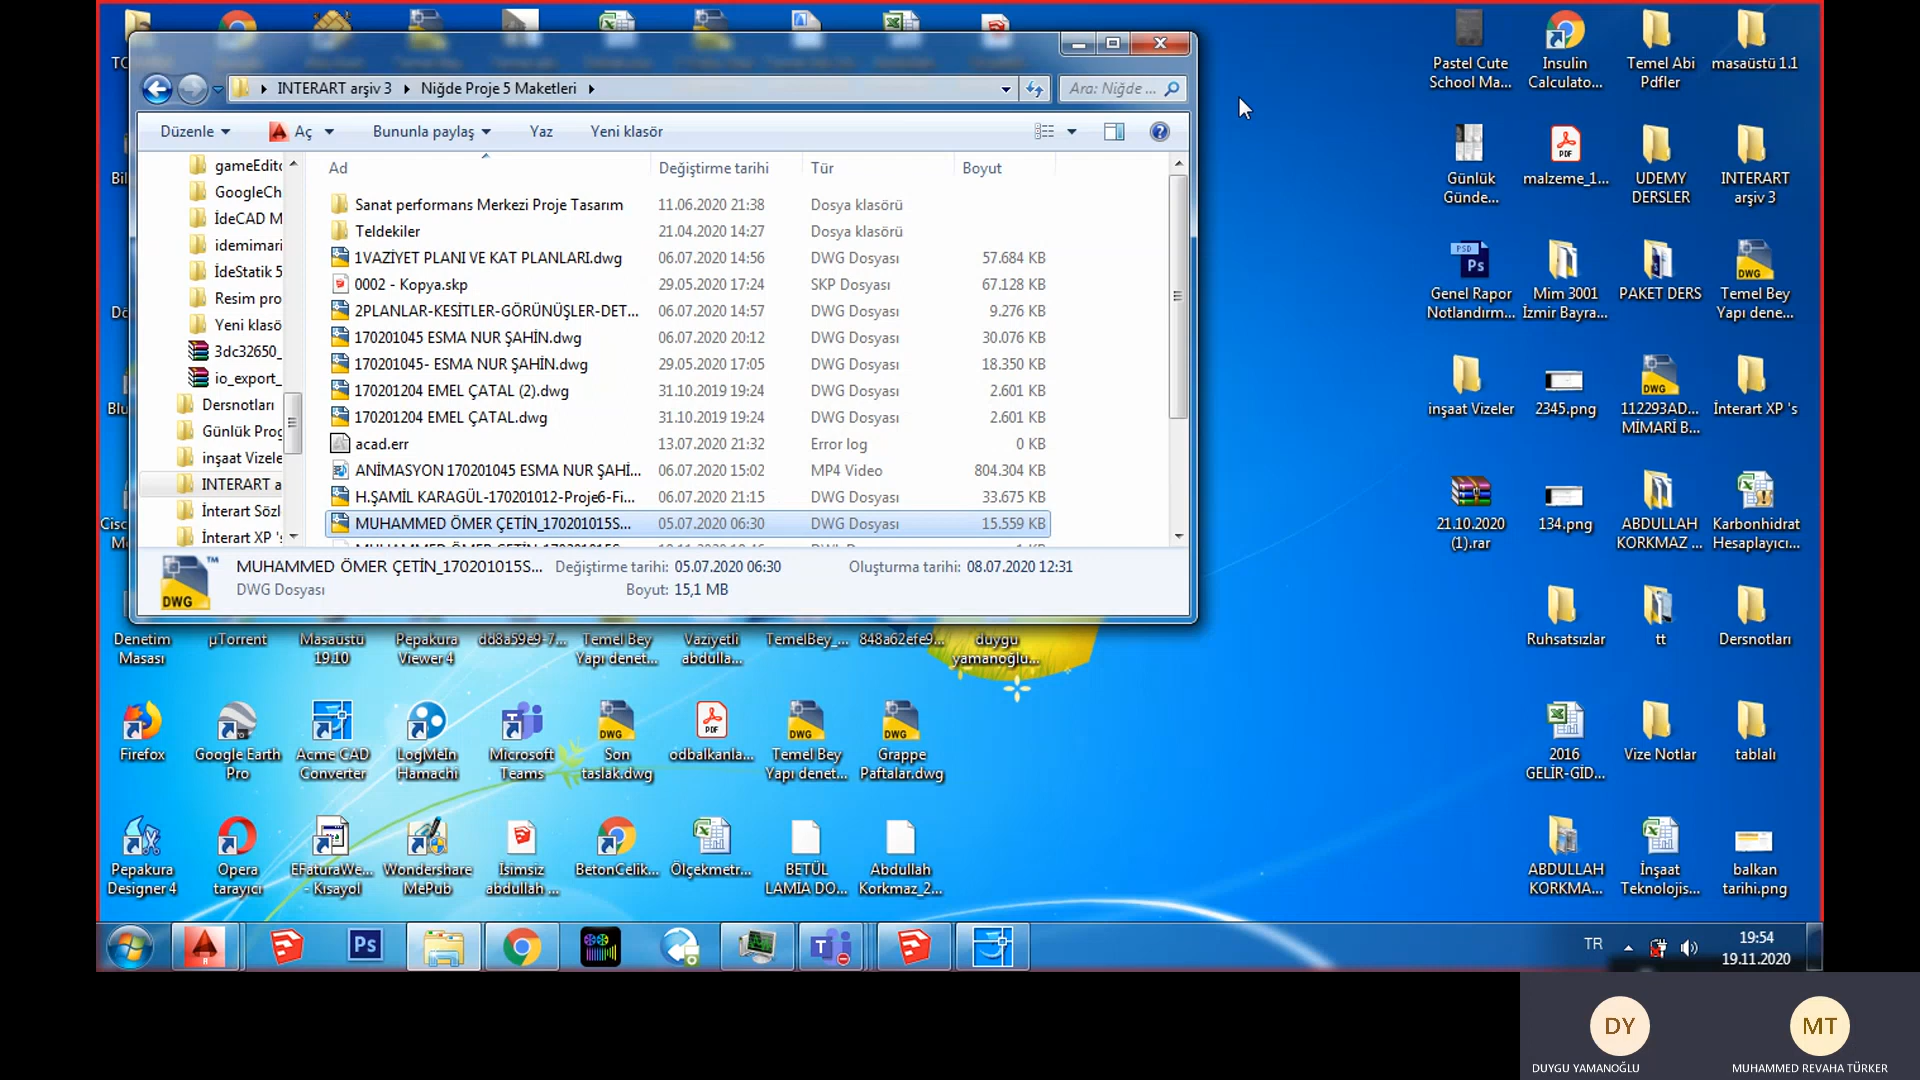 INTERART arşiv 3
Niğde Proje 5 Maketleri
Ara: Niğde ...
Düzenle
Aç
Bununla paylaş
Yaz
Yeni klasör
gameEdito
GoogleCh
İdeCAD M
idemimari
İdeStatik 5
Resim pro
Yeni klasö
3dc32650_
io_export_
Dersnotları
Günlük Prog
inşaat Vizele
INTERART a
İnterart Sözl
İnterart XP 's
Ad Değiştirme tarihi Tür Boyut
Sanat performans Merkezi Proje Tasarım 11.06.2020 21:38 Dosya klasörü
Teldekiler 21.04.2020 14:27 Dosya klasörü
1VAZİYET PLANI VE KAT PLANLARI.dwg 06.07.2020 14:56 DWG Dosyası 57.684 KB
0002 - Kopya.skp 29.05.2020 17:24 SKP Dosyası 67.128 KB
2PLANLAR-KESİTLER-GÖRÜNÜŞLER-DET... 06.07.2020 14:57 DWG Dosyası 9.276 KB
170201045 ESMA NUR ŞAHİN.dwg 06.07.2020 20:12 DWG Dosyası 30.076 KB
170201045- ESMA NUR ŞAHİN.dwg 29.05.2020 17:05 DWG Dosyası 18.350 KB
170201204 EMEL ÇATAL (2).dwg 31.10.2019 19:24 DWG Dosyası 2.601 KB
170201204 EMEL ÇATAL.dwg 31.10.2019 19:24 DWG Dosyası 2.601 KB
acad.err 13.07.2020 21:32 Error log 0 KB
ANİMASYON 170201045 ESMA NUR ŞAHİ... 06.07.2020 15:02 MP4 Video 804.304 KB
H.ŞAMİL KARAGÜL-170201012-Proje6-Fi... 06.07.2020 21:15 DWG Dosyası 33.675 KB
MUHAMMED ÖMER ÇETİN_170201015S... 05.07.2020 06:30 DWG Dosyası 15.559 KB
MUHAMMED ÖMER ÇETİN_170201015S... Değiştirme tarihi: 05.07.2020 06:30 Oluşturma tarihi: 08.07.2020 12:31
DWG Dosyası Boyut: 15,1 MB
DWG
Pastel Cute
School Ma...
Insulin
Calculato...
Temel Abi
Pdfler
masaüstü 1.1
Günlük
Günde...
PDF
malzeme_1...
UDEMY
DERSLER
INTERART
arşiv 3
PSD
Ps
Genel Rapor
Notlandırm...
Mim 3001
İzmir Bayra...
PAKET DERS
DWG
Temel Bey
Yapı dene...
inşaat Vizeler
2345.png
DWG
112293AD...
MİMARİ B...
İnterart XP 's
21.10.2020
(1).rar
134.png
ABDULLAH
KORKMAZ ...
Karbonhidrat
Hesaplayıcı...
Ruhsatsızlar
tt
Dersnotları
2016
GELİR-GİD...
Vize Notlar
tablalı
ABDULLAH
KORKMA...
İnşaat
Teknolojis...
balkan
tarihi.png
Denetim
Masası
µTorrent
Masaüstü
19.10
Pepakura
Viewer 4
dd8a59e9-7...
Temel Bey
Yapı denet...
Vaziyetli
abdulla...
TemelBey_...
848a62efe9...
duygu
yamanoğlu...
Firefox
Google Earth
Pro
Acme CAD
Converter
LogMeIn
Hamachi
Microsoft
Teams
DWG
Son
taslak.dwg
PDF
odbalkanla...
DWG
Temel Bey
Yapı denet...
DWG
Grappe
Paftalar.dwg
Pepakura
Designer 4
Opera
tarayıcı
EFaturaWe...
- Kısayol
Wondershare
MePub
İsimsiz
abdullah ...
BetonCelik...
Ölçekmetr...
BETÜL
LAMIA DO...
Abdullah
Korkmaz_2...
Ps
TR
19:54
19.11.2020
DY
MT
DUYGU YAMANOĞLU
MUHAMMED REVAHA TÜRKER